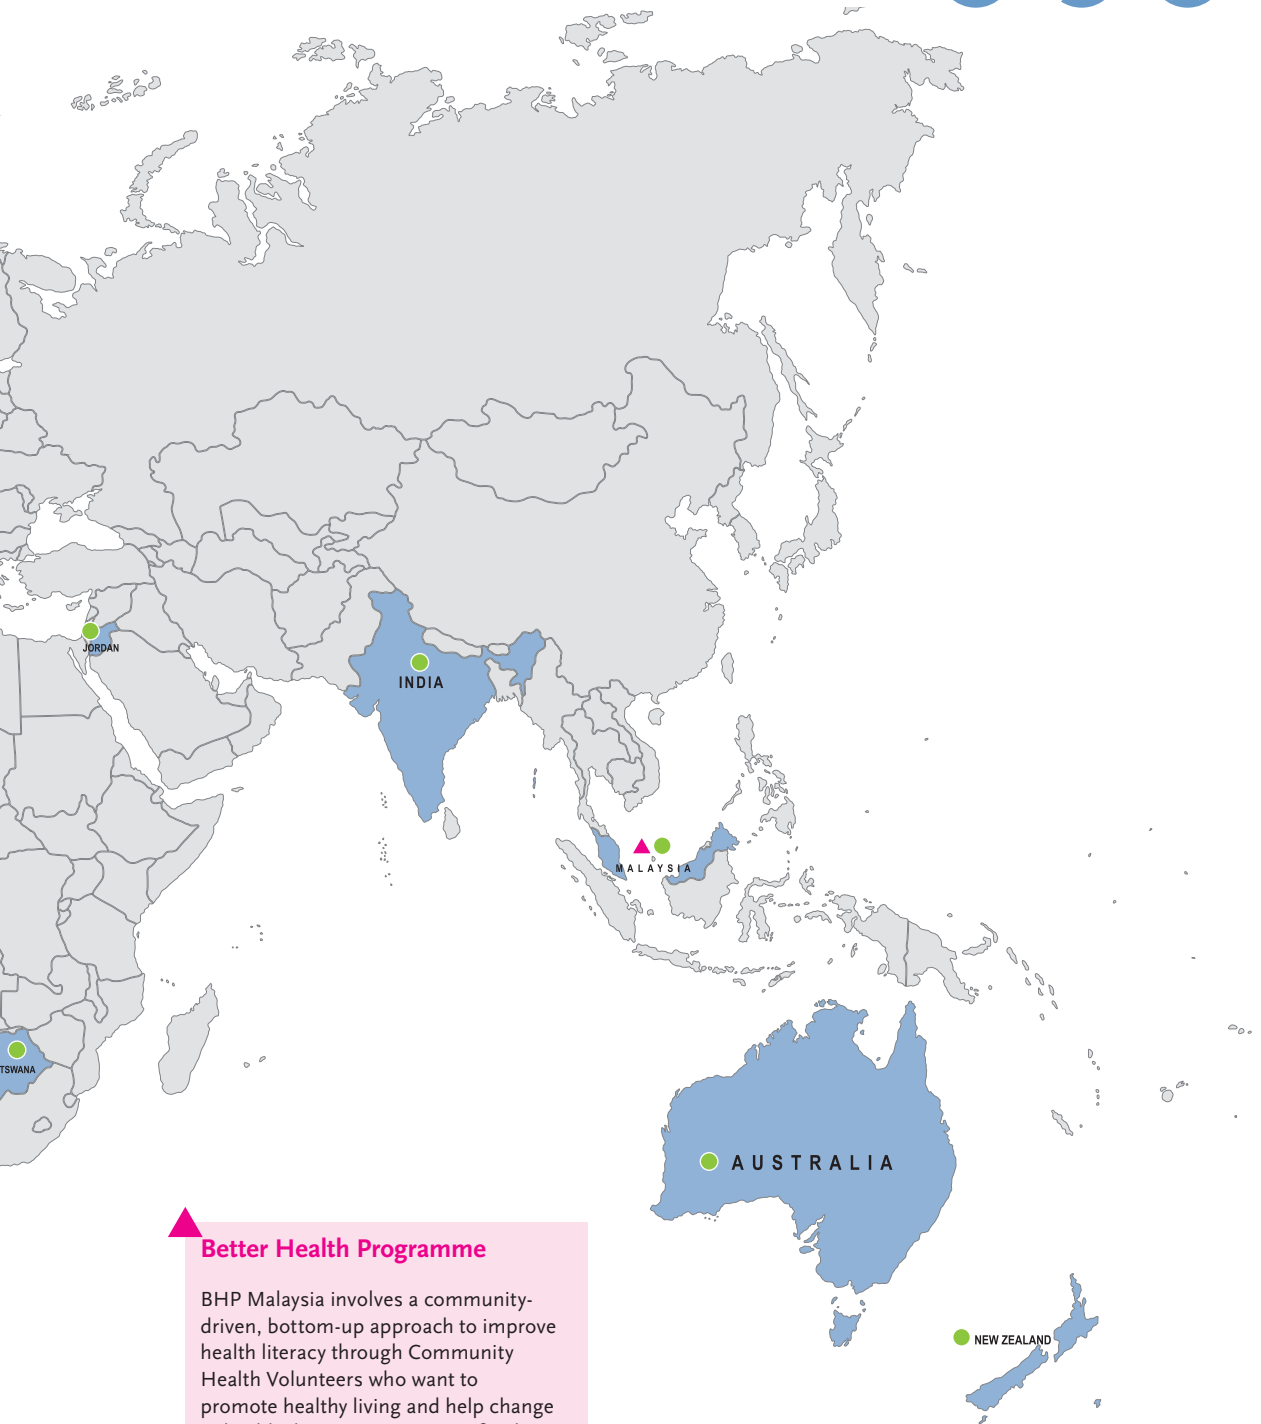 JORDAN
INDIA
MALAYSIA
TSWANA
AUSTRALIA
NEW ZEALAND
Better Health Programme
BHP Malaysia involves a community-
driven, bottom-up approach to improve
health literacy through Community
Health Volunteers who want to
promote healthy living and help change